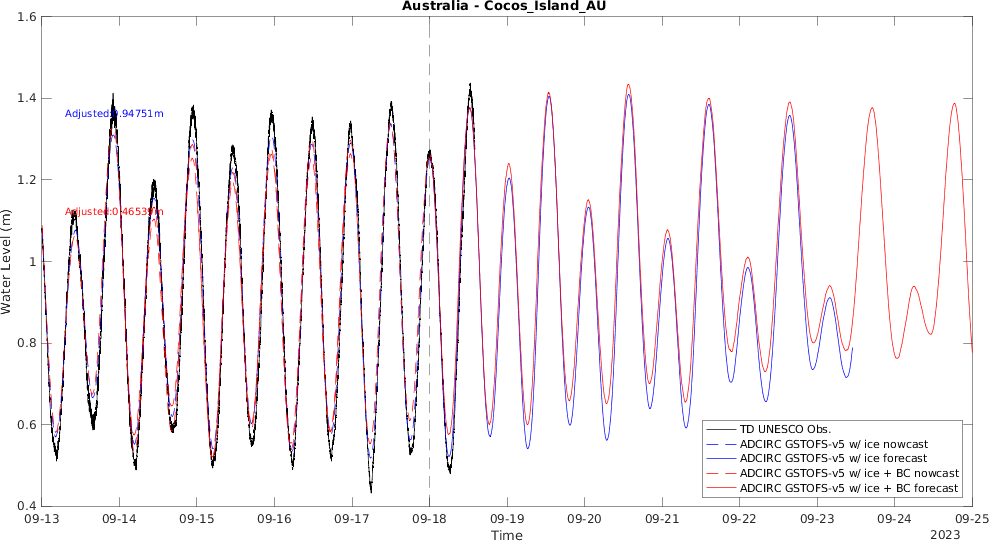 Australia - Cocos_Island_AU
1.6
1.4
1.2
1
0.8
0.6
0.4
Water Level (m)
Adjusted:0.94751m
Adjusted:0.46539m
TD UNESCO Obs.
ADCIRC GSTOFS-v5 w/ ice nowcast
ADCIRC GSTOFS-v5 w/ ice forecast
ADCIRC GSTOFS-v5 w/ ice + BC nowcast
ADCIRC GSTOFS-v5 w/ ice + BC forecast
09-13 09-14 09-15 09-16 09-17 09-18 09-19 09-20 09-21 09-22 09-23 09-24 09-25
Time
2023